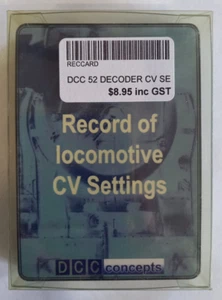 RECCARD
DCC 52 DECODER CV SE
$8.95 inc GST
Record of
locomotive
CV Settings
DCC concepts